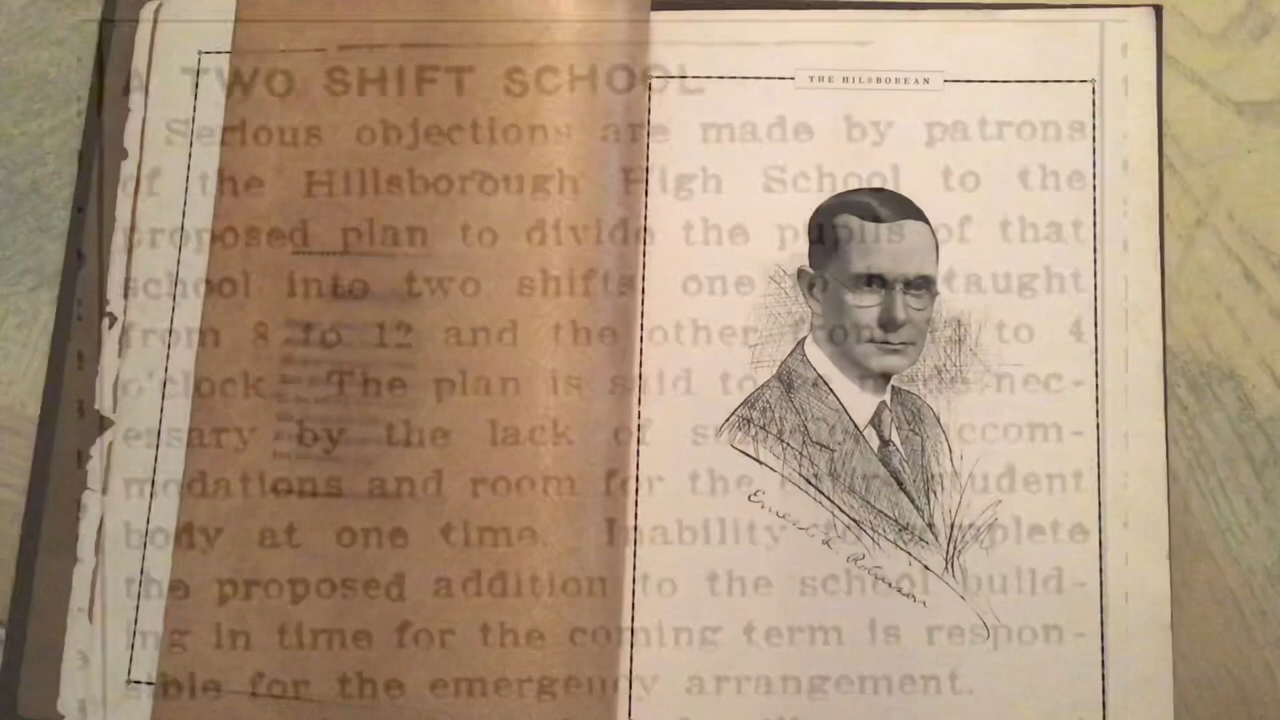 A TWO SHIFT SCHOOL
THE HILSBOREAN
Serious objections are made by patrons
of the Hillsborough High School to the
proposed plan to divide the pupils of that
school into two shifts one taught
from 8 to 12 and the other from to 4
o'clock. The plan is said to nec-
essary by the lack of accom-
modations and room for the student
body at one time. Inability to complete
the proposed addition to the school build-
ing in time for the coming term is respon-
sible for the emergency arrangement.
Ernest L Robinson